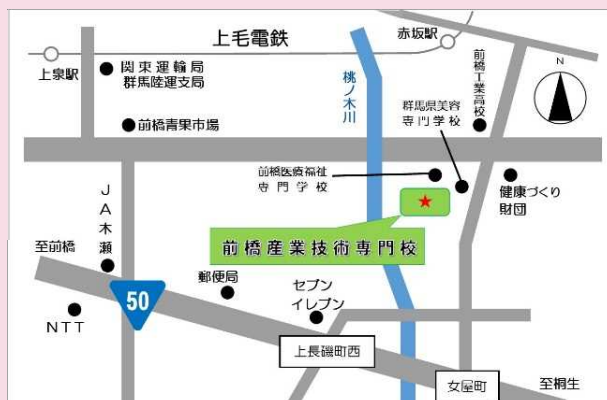 上毛電鉄
赤坂駅
上泉駅
関東運輸局
群馬陸運支局
前橋青果市場
桃ノ木川
前橋工業高校
N
群馬県美容
専門学校
前橋医療福祉
専門学校
健康づくり
財団
JA木瀬
前橋産業技術専門校
至前橋
50
郵便局
セブン
イレブン
NTT
上長磯町西
女屋町
至桐生